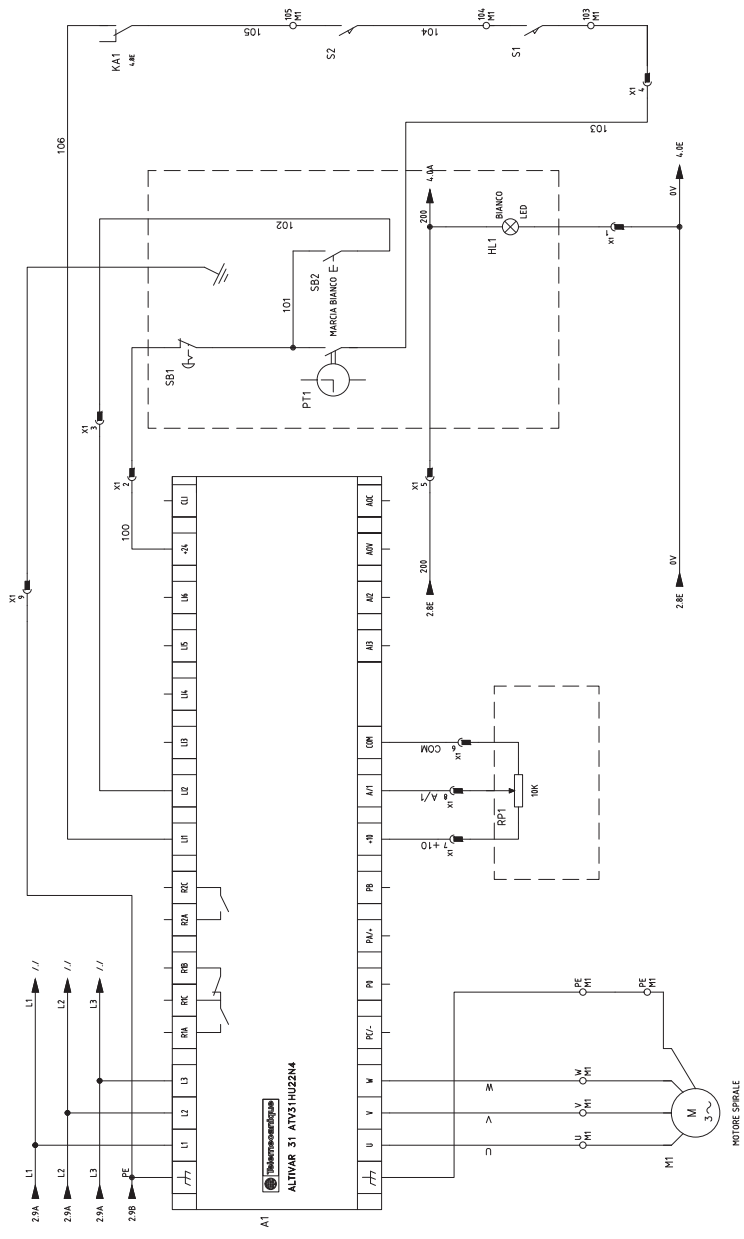 2.9A L1 L1 /./
2.9A L2 L2 /./
2.9A L3 L3 /./
2.9B PE
X1 9
106
X1 3
100
X1 2
KA1
4.8E
L1 L2 L3 R1A R1C R1B R2A R2C LI1 LI2 LI3 LI4 LI5 LI6 +24 CLI
SB1
102
105
105 M1
A1
Telemecanique
ALTIVAR 31 ATV31HU22N4
101
PT1
SB2
MARCIA BIANCO
S2
104
104 M1
U V W PC/- P0 PA/+ PB +10 A/1 COM AI3 AI2 AOV AOC
7 +10
X1
8 A/1
X1
6 COM
X1
2.8E 200
X1 5
200 4.0A
HL1
BIANCO
LED
S1
103 M1
U V W
RP1
10K
U M1
V M1
W M1
PE M1
PE M1
X1 1
103
X1 4
M1
M
3~
2.8E 0V
0V 4.0E
MOTORE SPIRALE